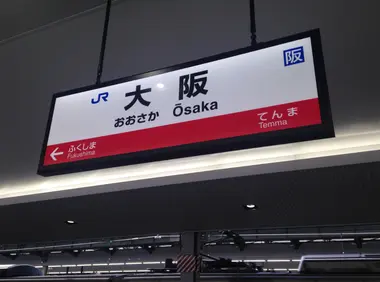 JR 大阪 阪
おおさか Ōsaka
てんま
Temma
← ふくしま
Fukushima